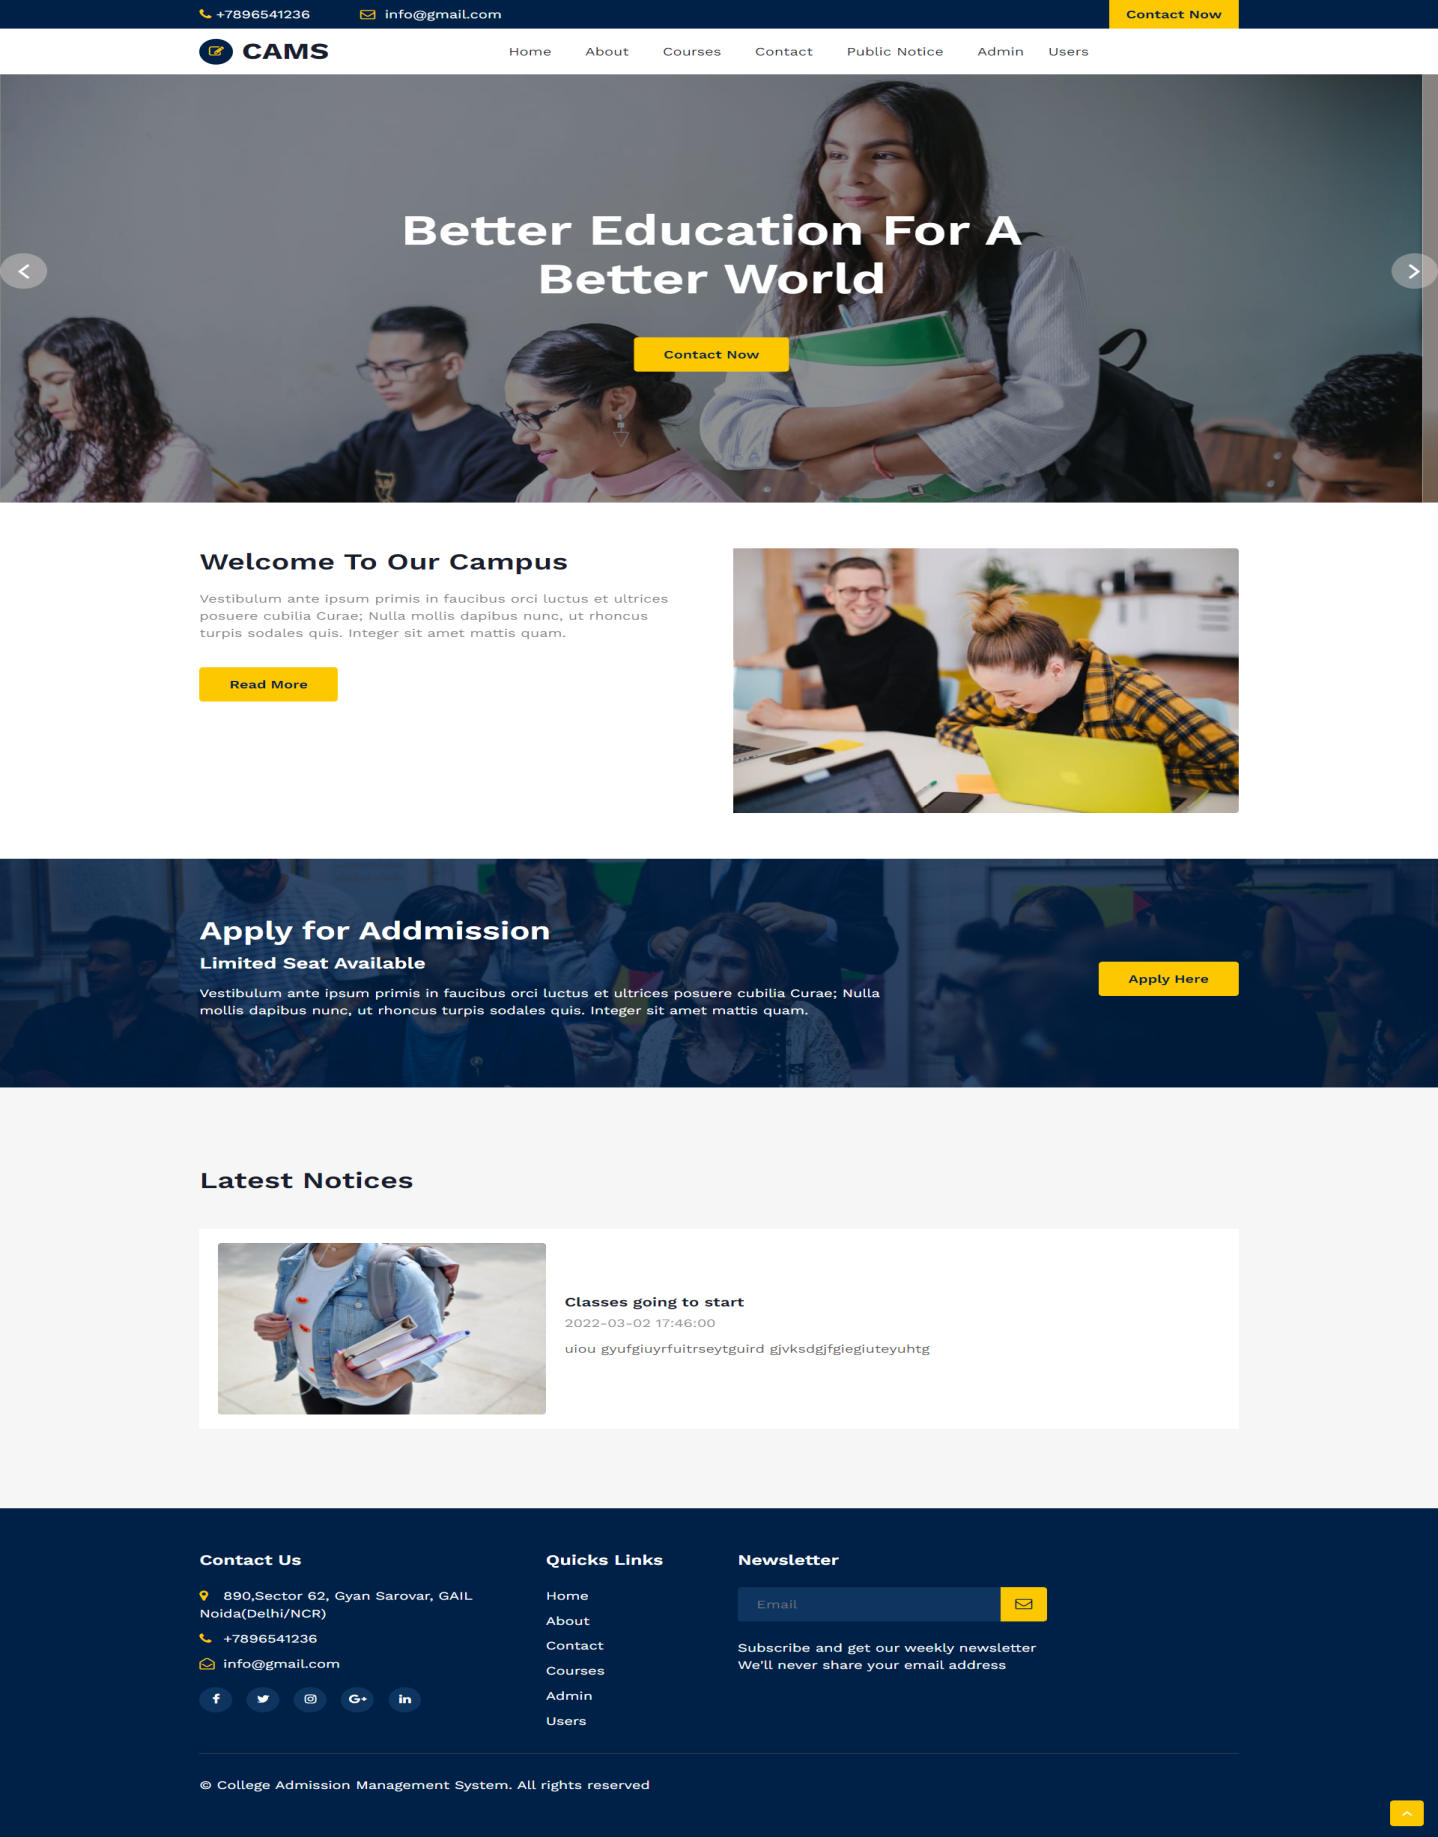 +7896541236
info@gmail.com
Contact Now
CAMS
Home About Courses Contact Public Notice Admin Users
Better Education For A
Better World
Contact Now
Welcome To Our Campus
Vestibulum ante ipsum primis in faucibus orci luctus et ultrices
posuere cubilia Curae; Nulla mollis dapibus nunc, ut rhoncus
turpis sodales quis. Integer sit amet mattis quam.
Read More
Apply for Addmission
Limited Seat Available
Vestibulum ante ipsum primis in faucibus orci luctus et ultrices posuere cubilia Curae; Nulla
mollis dapibus nunc, ut rhoncus turpis sodales quis. Integer sit amet mattis quam.
Apply Here
Latest Notices
Classes going to start
2022-03-02 17:46:00
uiou gyufgiuyrfuitrseytguird gjvksdgjfgiegiuteyuhtg
Contact Us
890,Sector 62, Gyan Sarovar, GAIL
Noida(Delhi/NCR)
+7896541236
info@gmail.com
Quicks Links
Home
About
Contact
Courses
Admin
Users
Newsletter
Email
Subscribe and get our weekly newsletter
We'll never share your email address
© College Admission Management System. All rights reserved